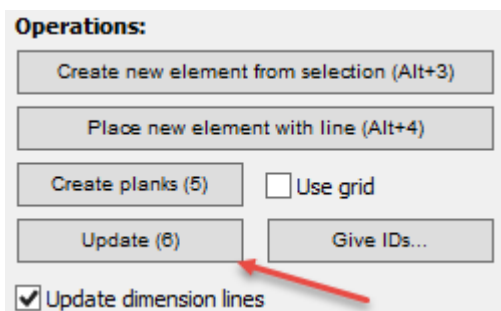 Operations:
Create new element from selection (Alt+3)
Place new element with line (Alt+4)
Create planks (5) Use grid
Update (6) Give IDs...
Update dimension lines